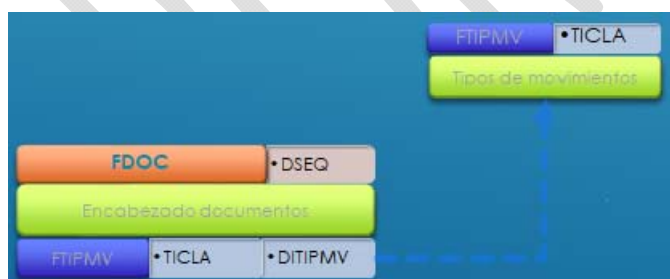 FTIPMV •TICLA
Tipos de movimientos
FDOC •DSEQ
Encabezado documentos
FTIPMV •TICLA •DITIPMV